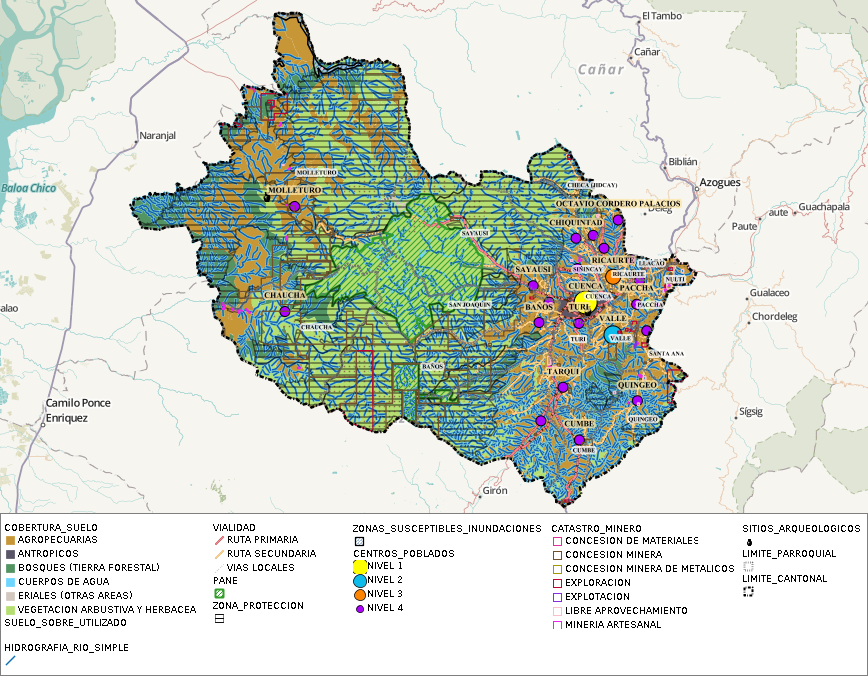 El Tambo
Cañar
Cañar
Naranjal
Biblián
Azogues
Baloa Chico
MOLLETURO
MOLLETURO
CHECA (JIDCAY)
OCTAVIO CORDERO PALACIOS
Deleg
Guachapala
aute
Paute
CHIQUINTAD
SAYAUSI
RICAURTE
LLACAO
SAYAUSI
SININCAY
RICAURTE
NULTI
CUENCA
PACCHA
CHAUCHA
CUENCA
Gualaceo
SAN JOAQUIN
BAÑOS
TURI
PACCHA
alao
Chordeleg
VALLE
CHAUCHA
TURI
VALLE
SANTA ANA
BAÑOS
TARQUI
QUINGEO
Camilo Ponce
Enriquez
Sígsig
QUINGEO
CUMBE
CUMBE
Girón
COBERTURA_SUELO
AGROPECUARIAS
ANTROPICOS
BOSQUES (TIERRA FORESTAL)
CUERPOS DE AGUA
ERIALES (OTRAS AREAS)
VEGETACION ARBUSTIVA Y HERBACEA
SUELO_SOBRE_UTILIZADO
HIDROGRAFIA_RIO_SIMPLE
VIALIDAD
RUTA PRIMARIA
RUTA SECUNDARIA
VIAS LOCALES
PANE
ZONA_PROTECCION
ZONAS_SUSCEPTIBLES_INUNDACIONES
CENTROS_POBLADOS
NIVEL 1
NIVEL 2
NIVEL 3
NIVEL 4
CATASTRO_MINERO
CONCESION DE MATERIALES
CONCESION MINERA
CONCESION MINERA DE METALICOS
EXPLORACION
EXPLOTACION
LIBRE APROVECHAMIENTO
MINERIA ARTESANAL
SITIOS_ARQUEOLOGICOS
LIMITE_PARROQUIAL
LIMITE_CANTONAL